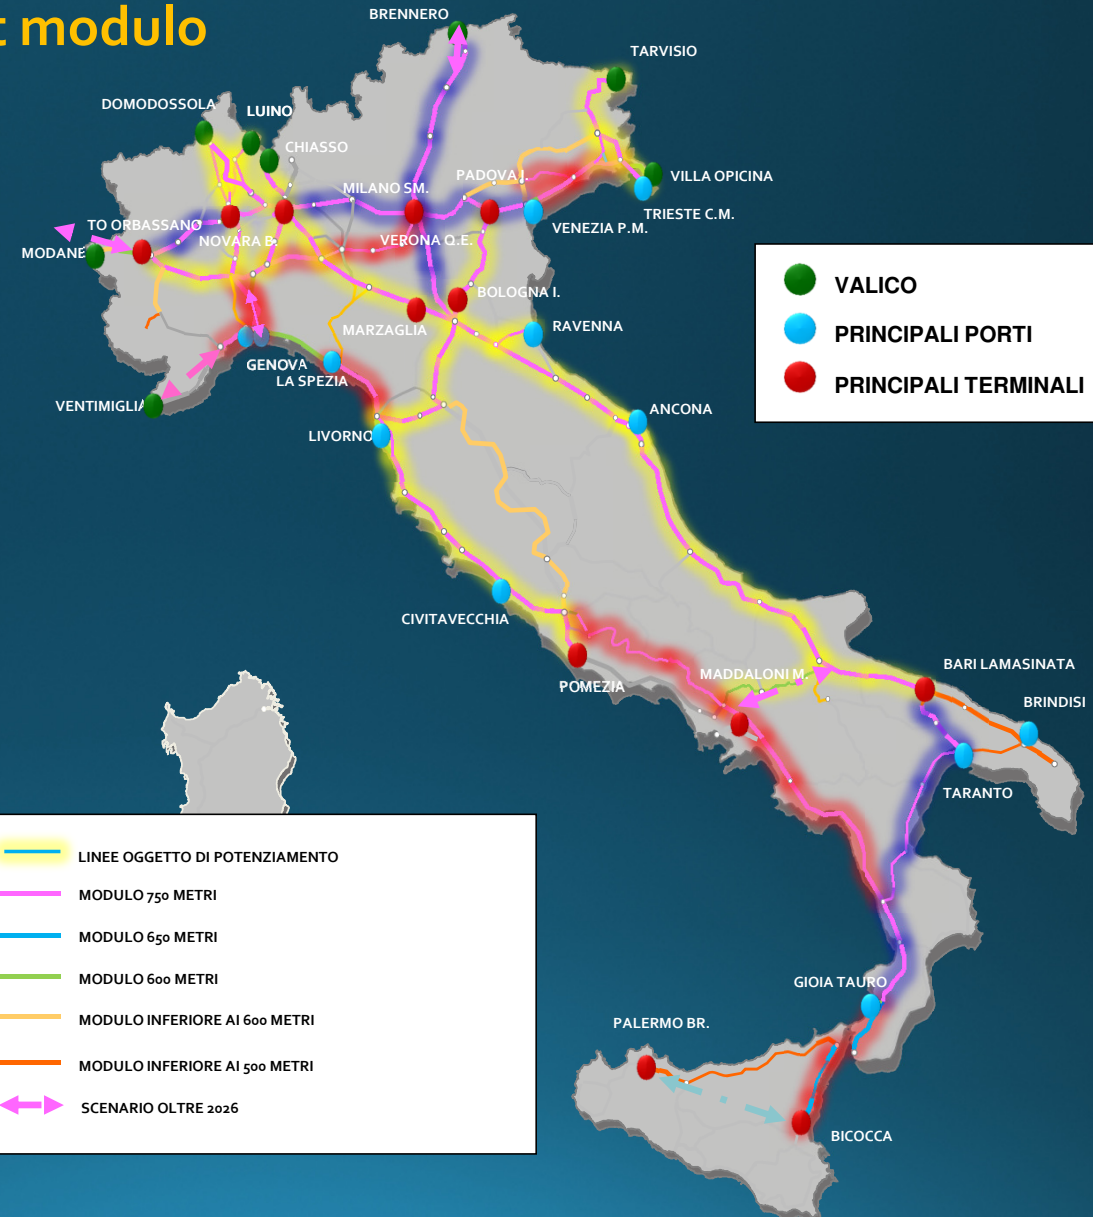 t modulo
BRENNERO
TARVISIO
DOMODOSSOLA
LUINO
CHIASSO
MILANO SM.
PADOVA I.
VILLA OPICINA
TO ORBASSANO
TRIESTE C.M.
VENEZIA P.M.
NOVARA B.
VERONA Q.E.
MODANE
BOLOGNA I.
MARZAGLIA
RAVENNA
GENOVA
LA SPEZIA
VENTIMIGLIA
ANCONA
LIVORNO
VALICO
PRINCIPALI PORTI
PRINCIPALI TERMINALI
CIVITAVECCHIA
POMEZIA
MADDALONI M.
BARI LAMASINATA
BRINDISI
TARANTO
GIOIA TAURO
PALERMO BR.
BICOCCA
LINEE OGGETTO DI POTENZIAMENTO
MODULO 750 METRI
MODULO 650 METRI
MODULO 600 METRI
MODULO INFERIORE AI 600 METRI
MODULO INFERIORE AI 500 METRI
SCENARIO OLTRE 2026